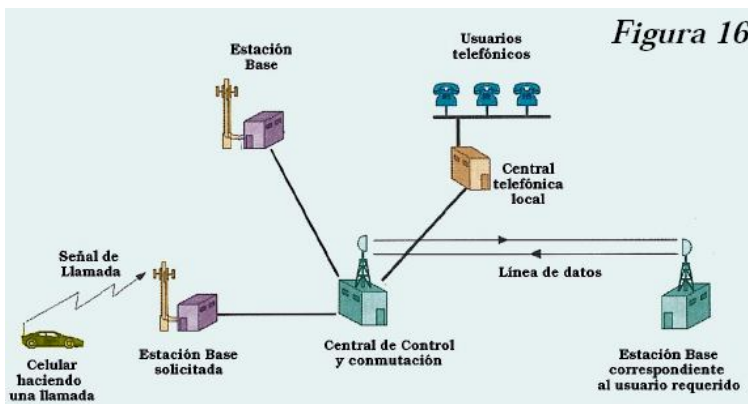 Figura 16
Usuarios
telefónicos
Estación
Base
Central
telefónica
local
Señal de
Llamada
Línea de datos
Celular
haciendo
una llamada
Estación Base
solicitada
Central de Control
y conmutación
Estación Base
correspondiente
al usuario requerido